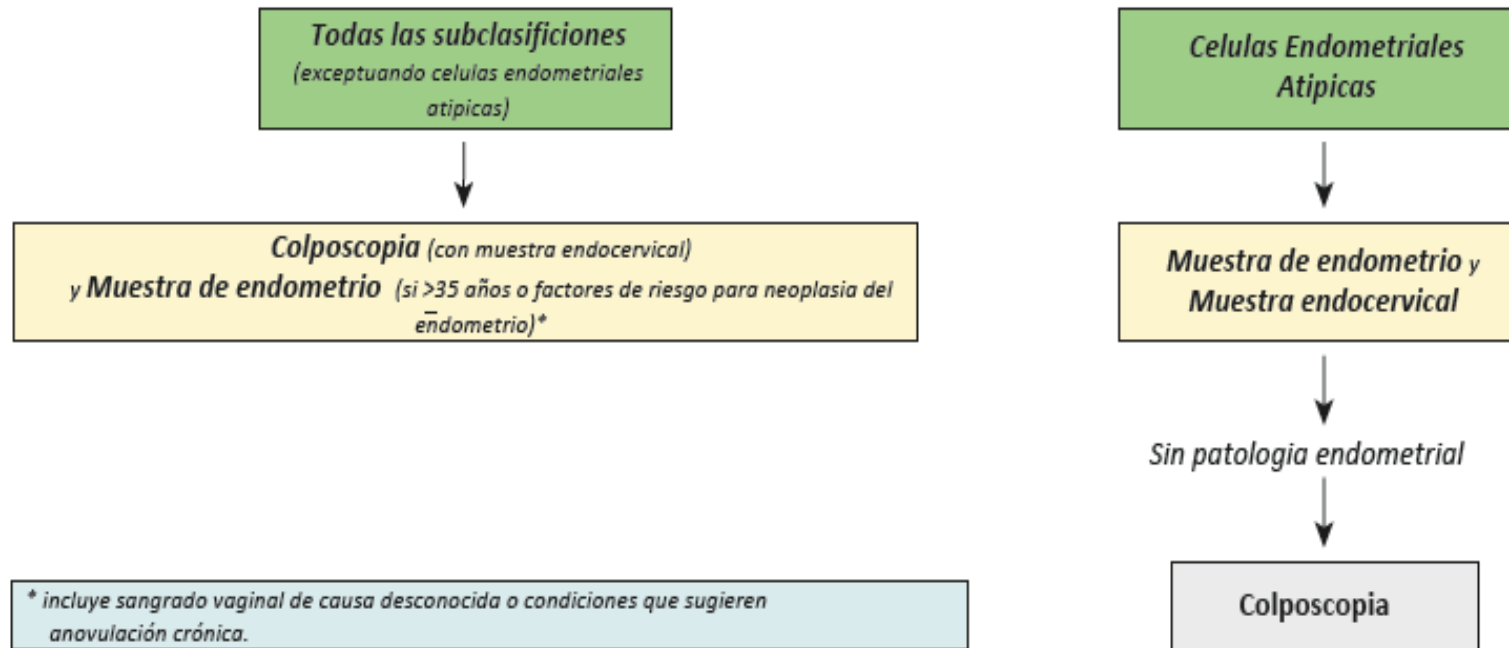 Todas las subclasificiones
(exceptuando celulas endometriales
atipicas)
Colposcopia (con muestra endocervical)
y Muestra de endometrio (si >35 años o factores de riesgo para neoplasia del
endometrio)*
* incluye sangrado vaginal de causa desconocida o condiciones que sugieren
anovulación crónica.
Celulas Endometriales
Atipicas
Muestra de endometrio y
Muestra endocervical
Sin patologia endometrial
Colposcopia